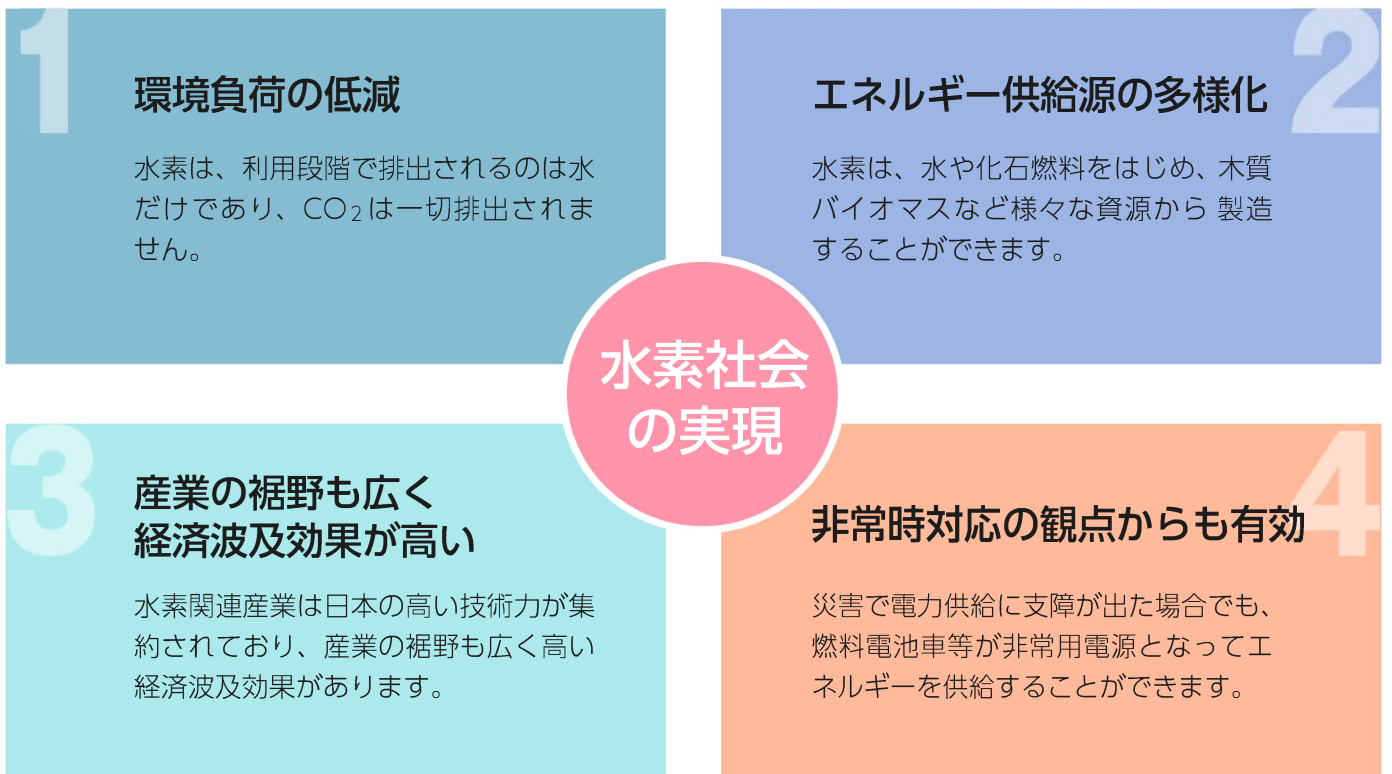 1
環境負荷の低減
水素は、利用段階で排出されるのは水
だけであり、CO₂は一切排出されま
せん。
2
エネルギー供給源の多様化
水素は、水や化石燃料をはじめ、木質
バイオマスなど様々な資源から 製造
することができます。
水素社会
の実現
3
産業の裾野も広く
経済波及効果が高い
水素関連産業は日本の高い技術力が集
約されており、産業の裾野も広く高い
経済波及効果があります。
4
非常時対応の観点からも有効
災害で電力供給に支障が出た場合でも、
燃料電池車等が非常用電源となってエ
ネルギーを供給することができます。